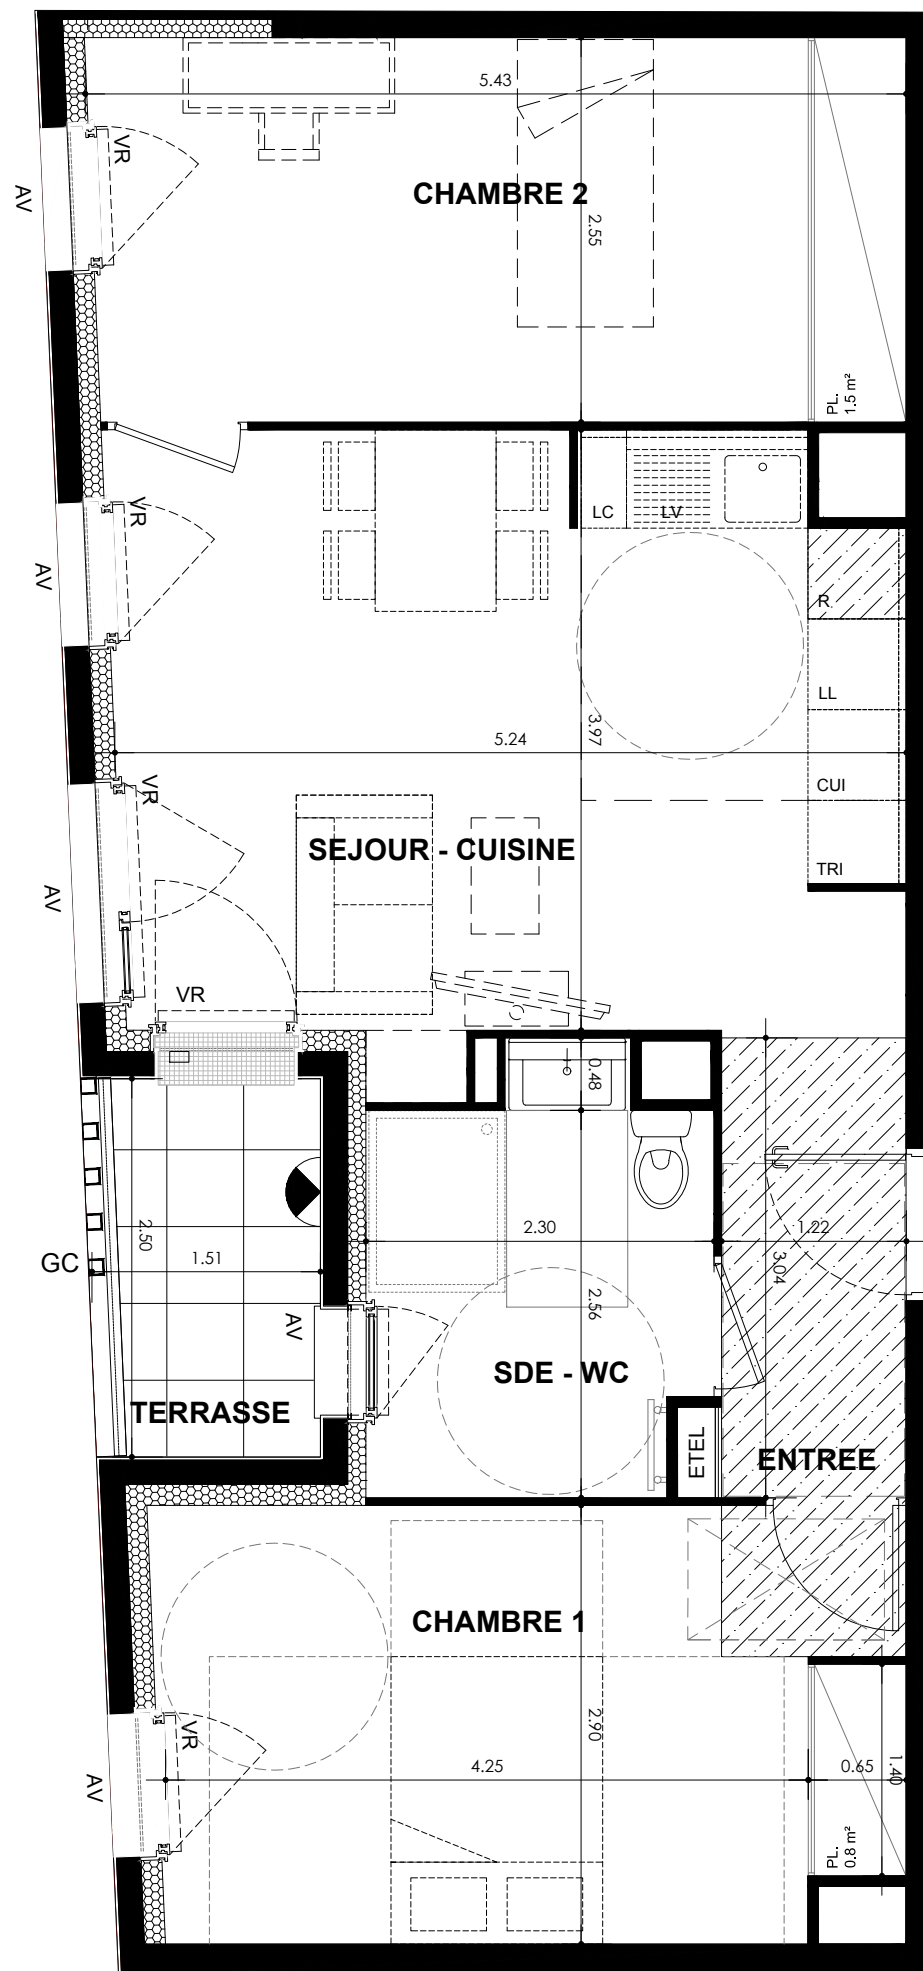 5.43
VR
AV
CHAMBRE 2
2.55
PL.
1.5 m²
VR
AV
LC
LV
R
LL
3.97
5.24
CUI
VR
SEJOUR - CUISINE
TRI
AV
VR
0.48
2.50
1.51
GC
2.30
1.22
3.04
AV
2.56
SDE - WC
TERRASSE
ETEL
ENTREE
CHAMBRE 1
VR
2.90
4.25
0.65
1.40
AV
PL.
0.8 m²